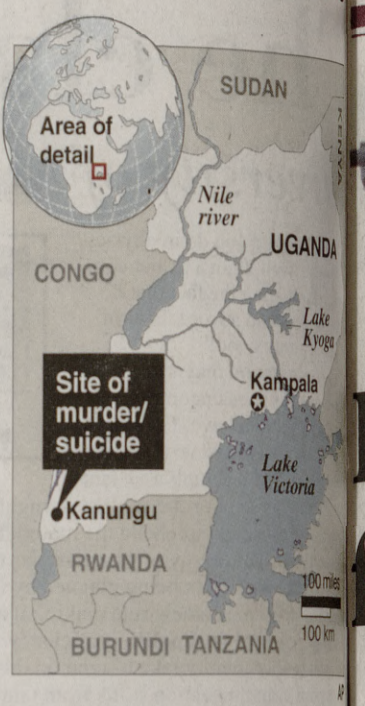 SUDAN
Area of
detail
KENYA
Nile
river
UGANDA
CONGO
Lake
Kyoga
Site of
murder/
suicide
Kampala
Lake
Victoria
Kanungu
RWANDA
100 miles
100 km
BURUNDI
TANZANIA
AP